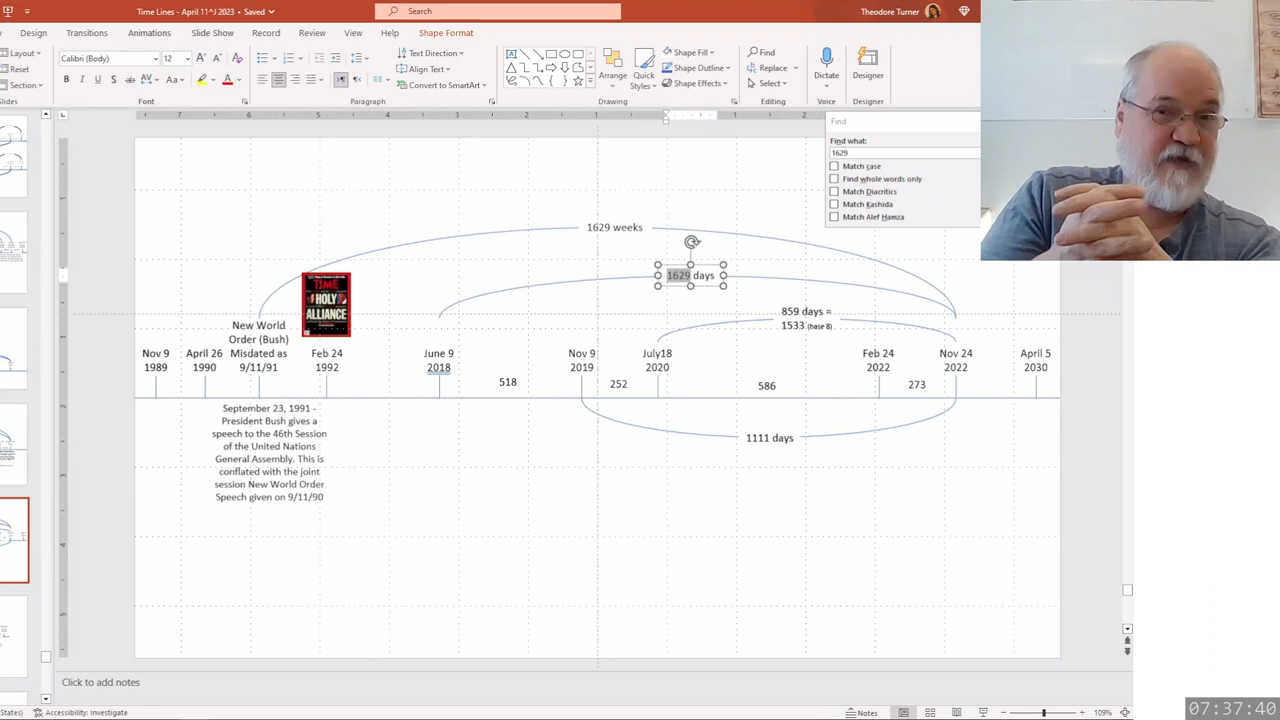 Time Lines - April 11^J 2023 • Saved
Search
Theodore Turner
Design
Transitions
Animations
Slide Show
Record
Review
View
Help
Shape Format
Layout
Reset
Section
Slides
Calibri (Body)
12
Font
Text Direction
Align Text
Convert to SmartArt
Paragraph
Arrange
Quick
Styles
Shape Fill
Shape Outline
Shape Effects
Drawing
Find
Replace
Select
Editing
Dictate
Voice
Designer
Designer
Find
Find what:
1629
Match case
Find whole words only
Match Diacritics
Match Kashida
Match Alef Hamza
1629 weeks
1629 days
859 days =
1533 (base 8)
TIME
HOLY
ALLIANCE
New World
Order (Bush)
Misdated as
9/11/91
Nov 9
1989
April 26
1990
Feb 24
1992
June 9
2018
Nov 9
2019
July18
2020
Feb 24
2022
Nov 24
2022
April 5
2030
518
252
586
273
1111 days
September 23, 1991 -
President Bush gives a
speech to the 46th Session
of the United Nations
General Assembly. This is
conflated with the joint
session New World Order
Speech given on 9/11/90
Click to add notes
States)
Accessibility: Investigate
Notes
109%
07:37:40